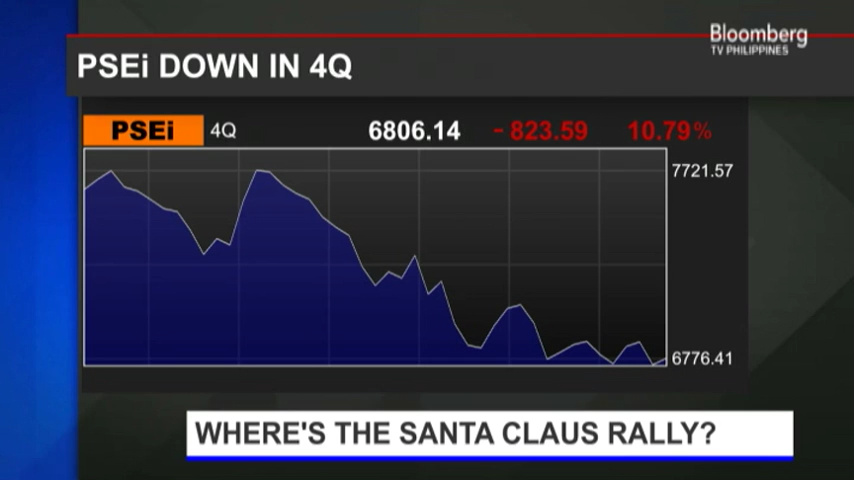 Bloomberg
TV PHILIPPINES
PSEi DOWN IN 4Q
PSEi 4Q 6806.14 - 823.59 10.79%
7721.57
6776.41
WHERE'S THE SANTA CLAUS RALLY?